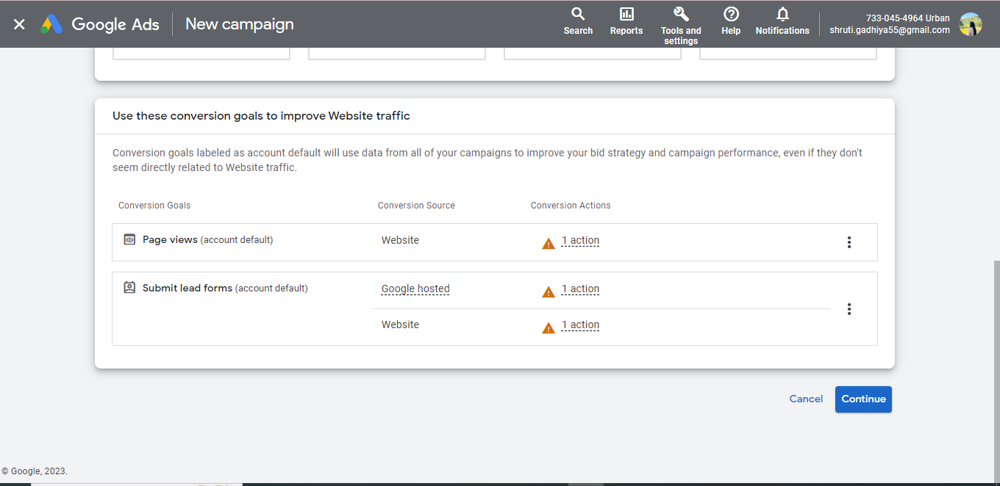 Google Ads
New campaign
Search
Reports
Tools and
settings
Help
Notifications
733-045-4964 Urban
shruti.gadhiya55@gmail.com
Use these conversion goals to improve Website traffic
Conversion goals labeled as account default will use data from all of your campaigns to improve your bid strategy and campaign performance, even if they don't
seem directly related to Website traffic.
Conversion Goals
Conversion Source
Conversion Actions
Page views (account default)
Website
1 action
Submit lead forms (account default)
Google hosted
1 action
Website
1 action
Cancel
Continue
© Google, 2023.